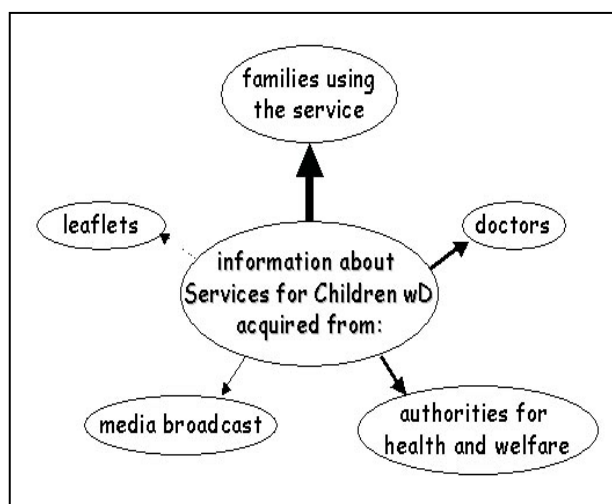 families using
the service
leaflets
doctors
information about
Services for Children wD
acquired from:
media broadcast
authorities for
health and welfare